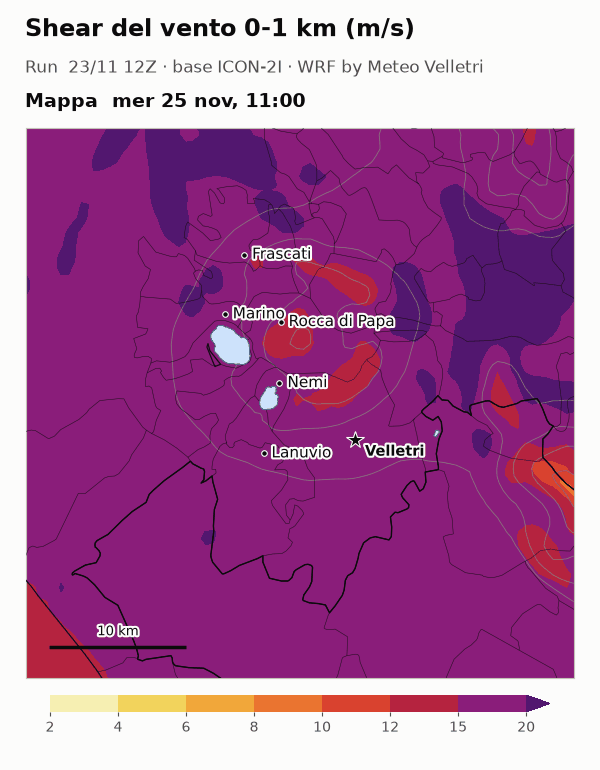 Shear del vento 0-1 km (m/s)
Run  23/11 12Z · base ICON-2I · WRF by Meteo Velletri
Mappa  mer 25 nov, 11:00
Frascati
Marino
Rocca di Papa
Nemi
Velletri
Lanuvio
10 km
2 4 6 8 10 12 15 20